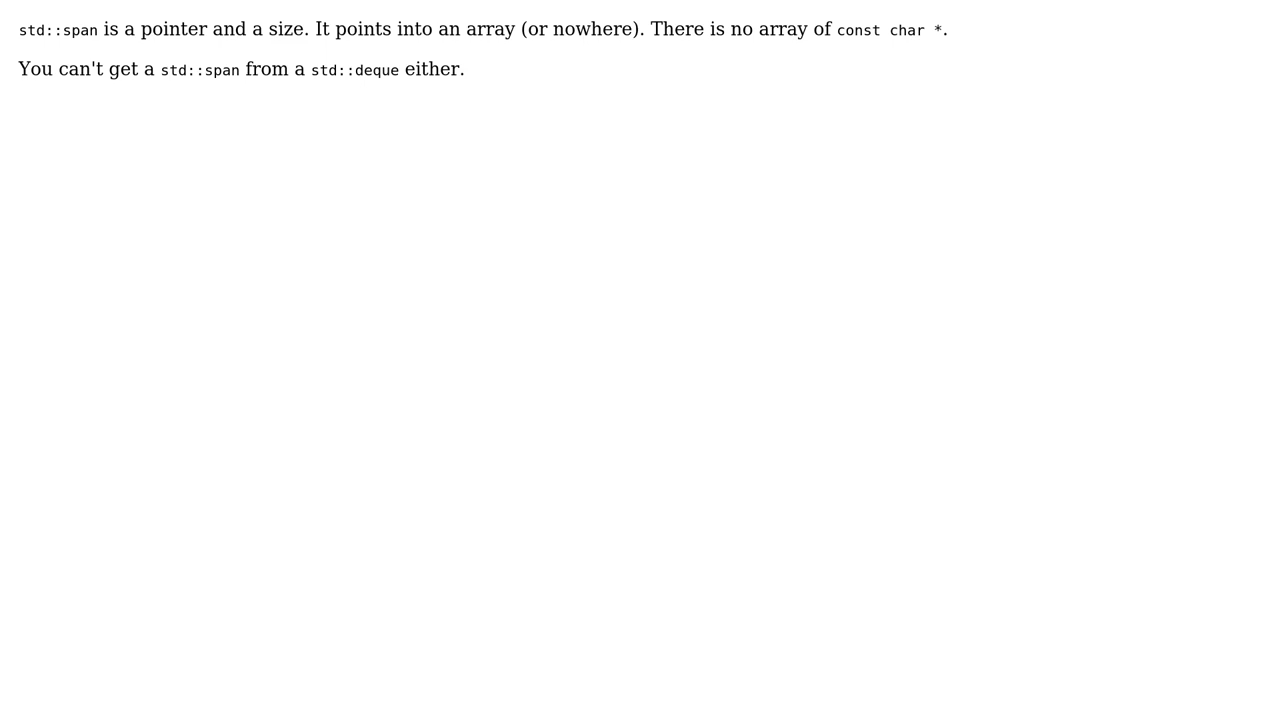 std::span is a pointer and a size. It points into an array (or nowhere). There is no array of const char *.
You can't get a std::span from a std::deque either.